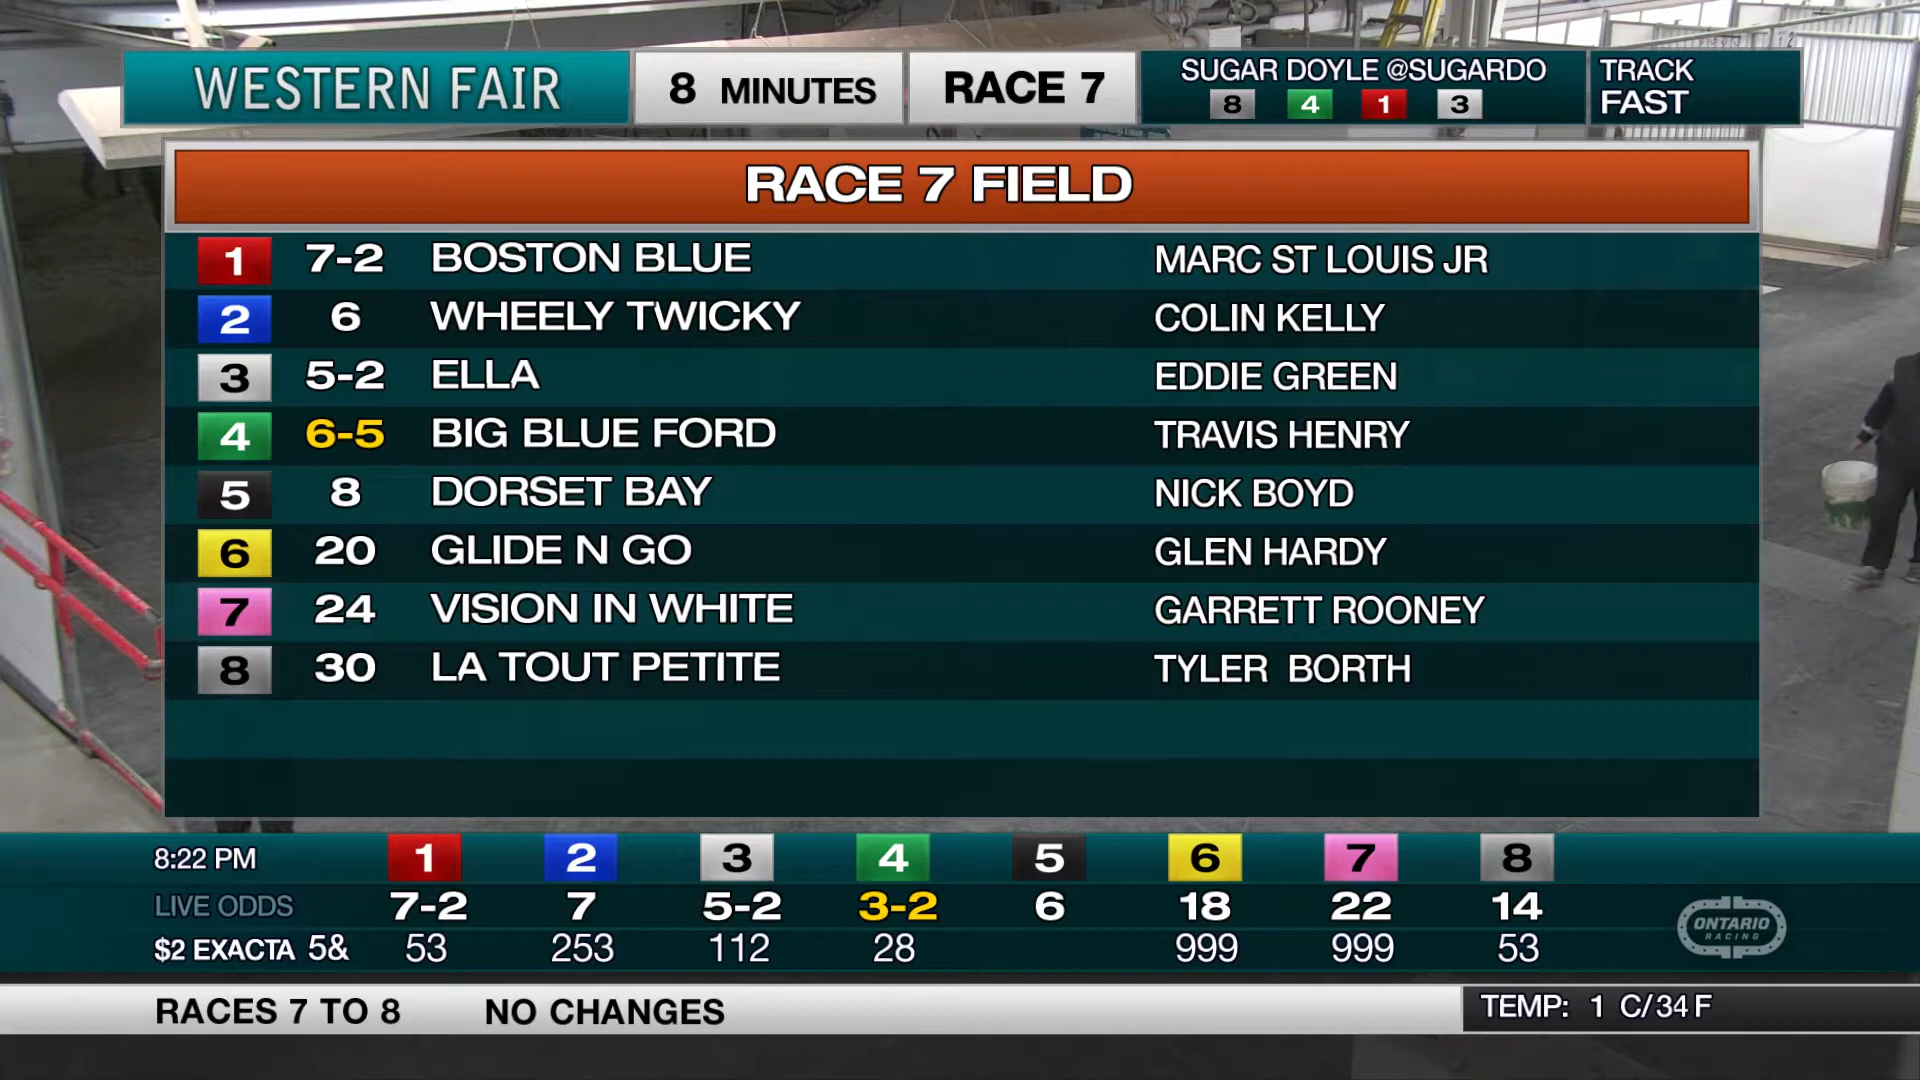 WESTERN FAIR
8 MINUTES
RACE 7
SUGAR DOYLE @SUGARDO
8 4 1 3
TRACK
FAST
RACE 7 FIELD
1 7-2 BOSTON BLUE MARC ST LOUIS JR
2 6 WHEELY TWICKY COLIN KELLY
3 5-2 ELLA EDDIE GREEN
4 6-5 BIG BLUE FORD TRAVIS HENRY
5 8 DORSET BAY NICK BOYD
6 20 GLIDE N GO GLEN HARDY
7 24 VISION IN WHITE GARRETT ROONEY
8 30 LA TOUT PETITE TYLER BORTH
8:22 PM 1 2 3 4 5 6 7 8
LIVE ODDS 7-2 7 5-2 3-2 6 18 22 14
$2 EXACTA 5& 53 253 112 28 999 999 53
ONTARIO
RACING
RACES 7 TO 8 NO CHANGES
TEMP: 1 C/34 F